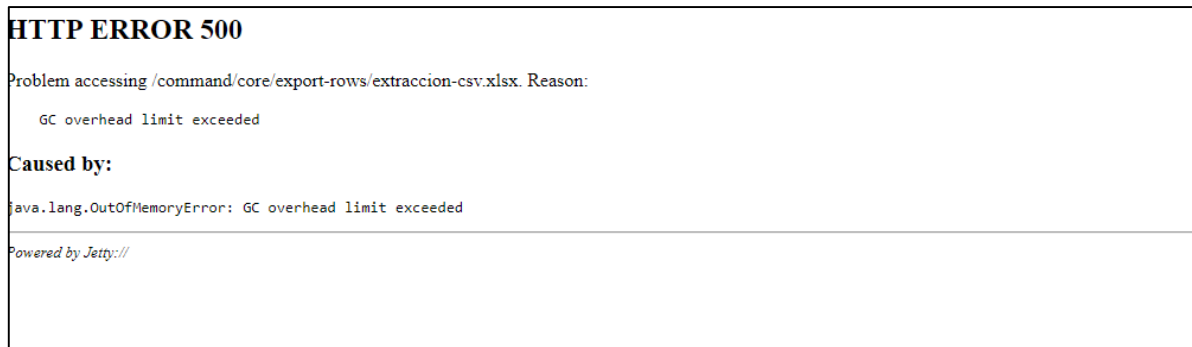 HTTP ERROR 500
Problem accessing /command/core/export-rows/extraccion-csv.xlsx. Reason:
GC overhead limit exceeded
Caused by:
java.lang.OutOfMemoryError: GC overhead limit exceeded
Powered by Jetty://